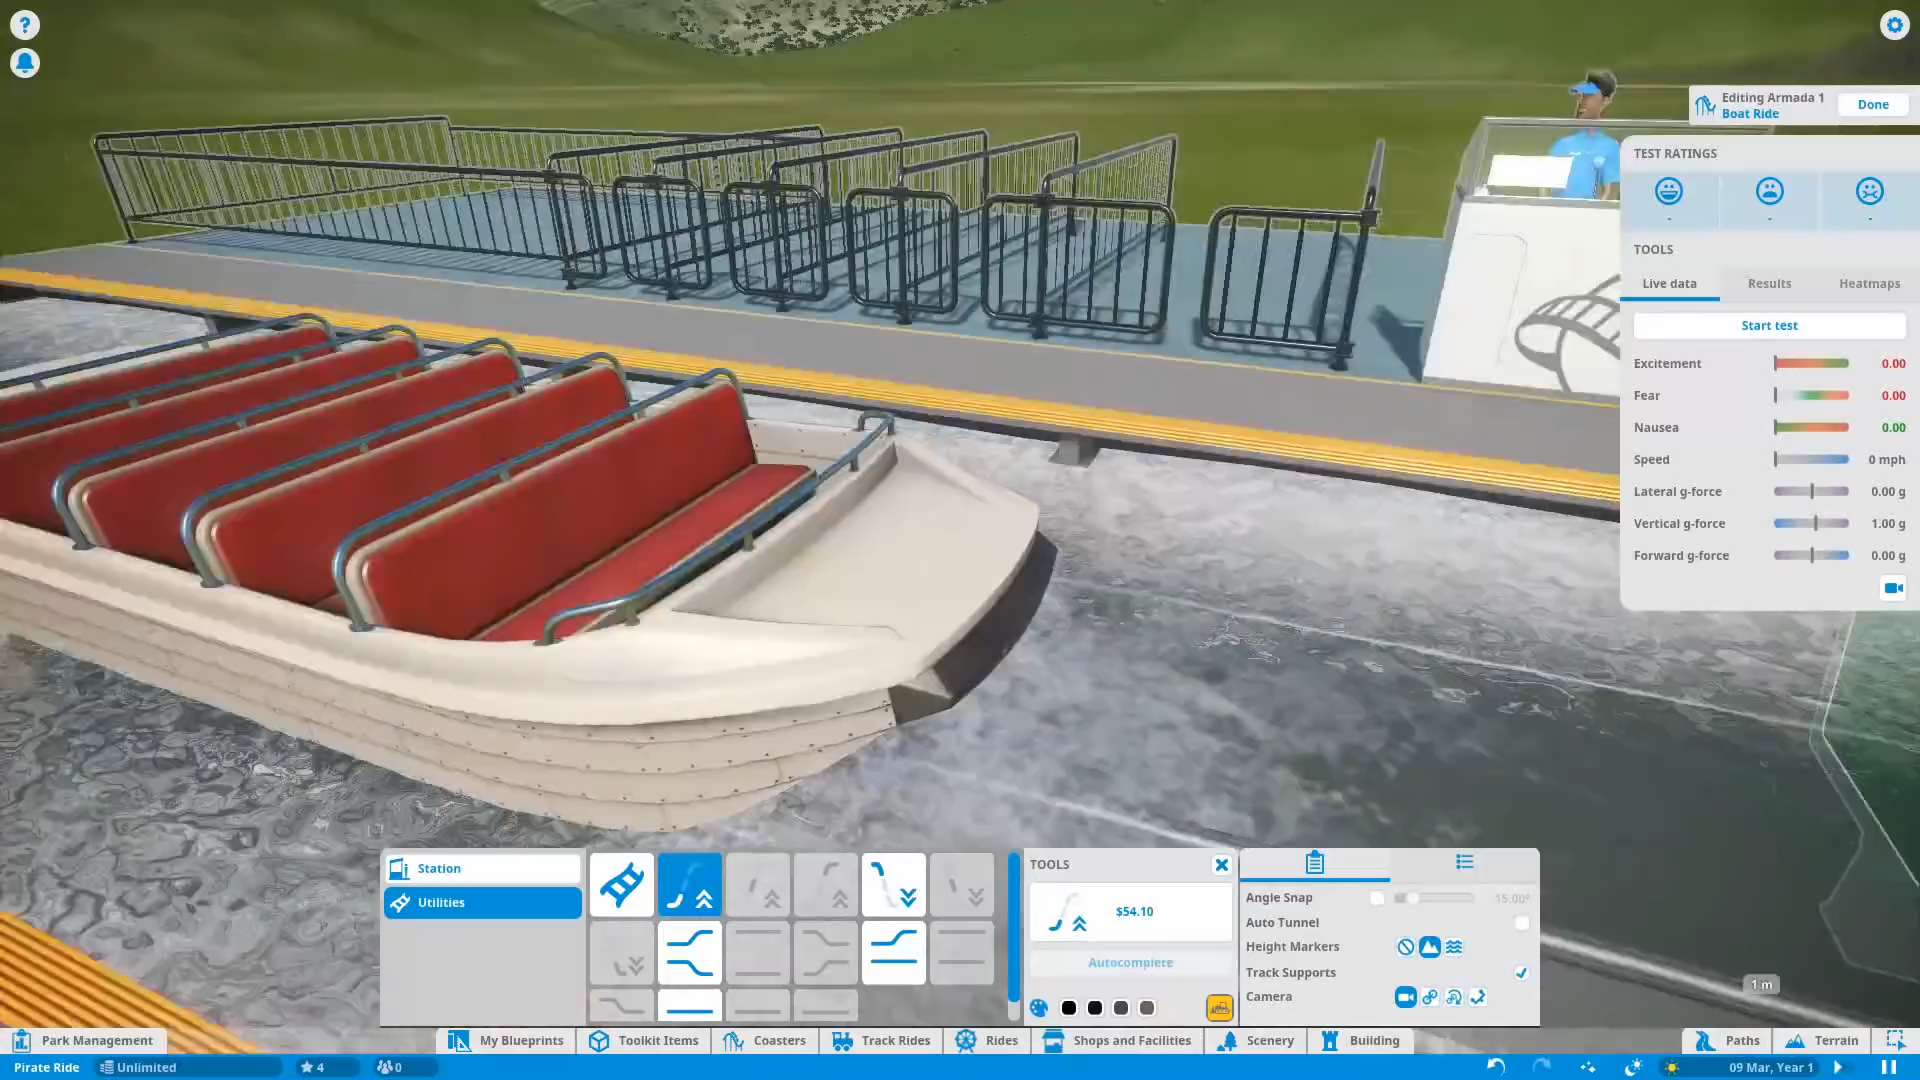 ?
Editing Armada 1
Boat Ride
Done
TEST RATINGS
- - -
TOOLS
Live data Results Heatmaps
Start test
Excitement 0.00
Fear 0.00
Nausea 0.00
Speed 0 mph
Lateral g-force 0.00 g
Vertical g-force 1.00 g
Forward g-force 0.00 g
Station
Utilities
TOOLS
$54.10
Autocomplete
Angle Snap 15.00°
Auto Tunnel
Height Markers
Track Supports
Camera
1 m
Park Management My Blueprints Toolkit Items Coasters Track Rides Rides Shops and Facilities Scenery Building Paths Terrain
Pirate Ride Unlimited 4 0 09 Mar, Year 1